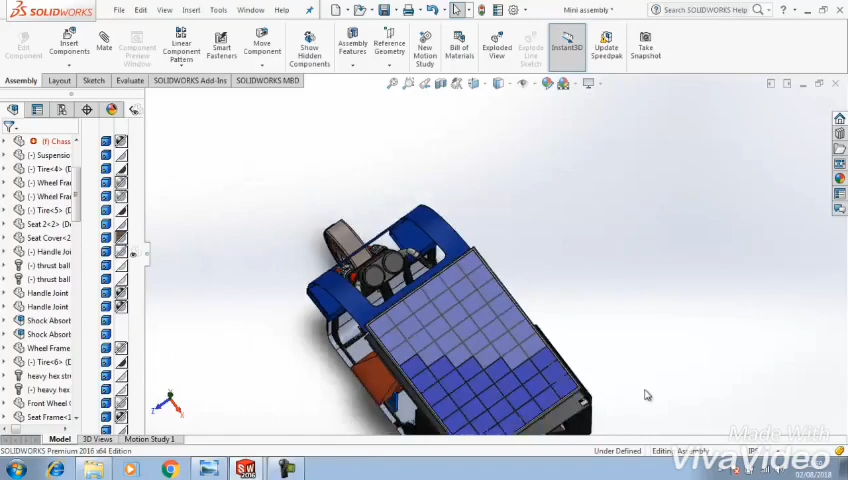 SOLIDWORKS
File Edit View Insert Tools Window Help
Mini assembly *
Search SOLIDWORKS Help
Edit Component
Insert Components
Mate
Component Preview Window
Linear Component Pattern
Smart Fasteners
Move Component
Show Hidden Components
Assembly Features
Reference Geometry
New Motion Study
Bill of Materials
Exploded View
Explode Line Sketch
Instant3D
Update Speedpak
Take Snapshot
Assembly Layout Sketch Evaluate SOLIDWORKS Add-Ins SOLIDWORKS MBD
(f) Chass
(-) Suspensio
(-) Tire<4> (D
(-) Wheel Fram
(-) Wheel Fram
(-) Tire<5> (D
Seat 2<2> (De
Seat Cover<2
(-) Handle Joi
(-) thrust ball
(-) thrust ball
Handle Joint
Handle Joint
Shock Absorb
Shock Absorb
Wheel Frame
(-) Tire<6> (D
heavy hex stru
(-) heavy hex
Front Wheel C
Seat Frame<1
Model 3D Views Motion Study 1
SOLIDWORKS Premium 2016 x64 Edition
Under Defined
Editing Assembly
Made With
VivaVideo
02/08/2018